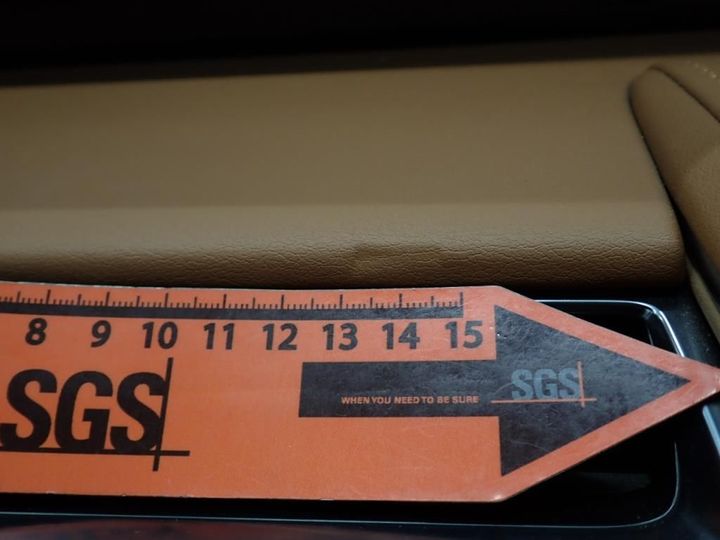 8 9 10 11 12 13 14 15
SGS
WHEN YOU NEED TO BE SURE
SGS